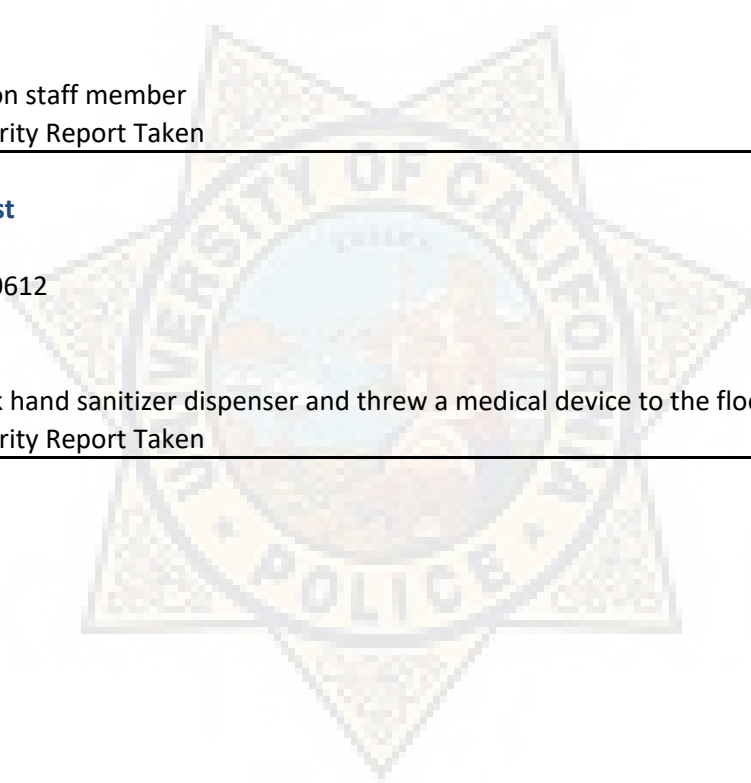 on staff member
rity Report Taken
st
0612
k hand sanitizer dispenser and threw a medical device to the floo
rity Report Taken
UNIVERSITY OF CALIFORNIA
POLICE